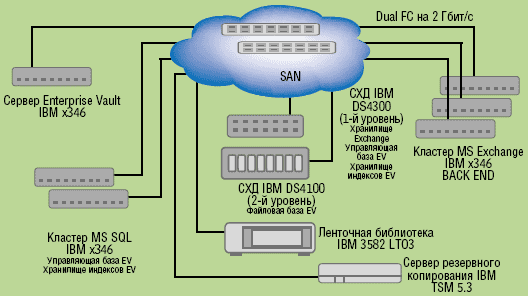 Dual FC на 2 Гбит/с
SAN
Сервер Enterprise Vault
IBM x346
СХД IBM
DS4300
(1-й уровень)
Хранилище
Exchange
Управляющая
база EV
Хранилище
индексов EV
Кластер MS Exchange
IBM x346
BACK END
СХД IBM DS4100
(2-й уровень)
Файловая база EV
Кластер MS SQL
IBM x346
Управляющая база EV
Хранилище индексов EV
Ленточная библиотека
IBM 3582 LTO3
Сервер резервного
копирования IBM
TSM 5.3